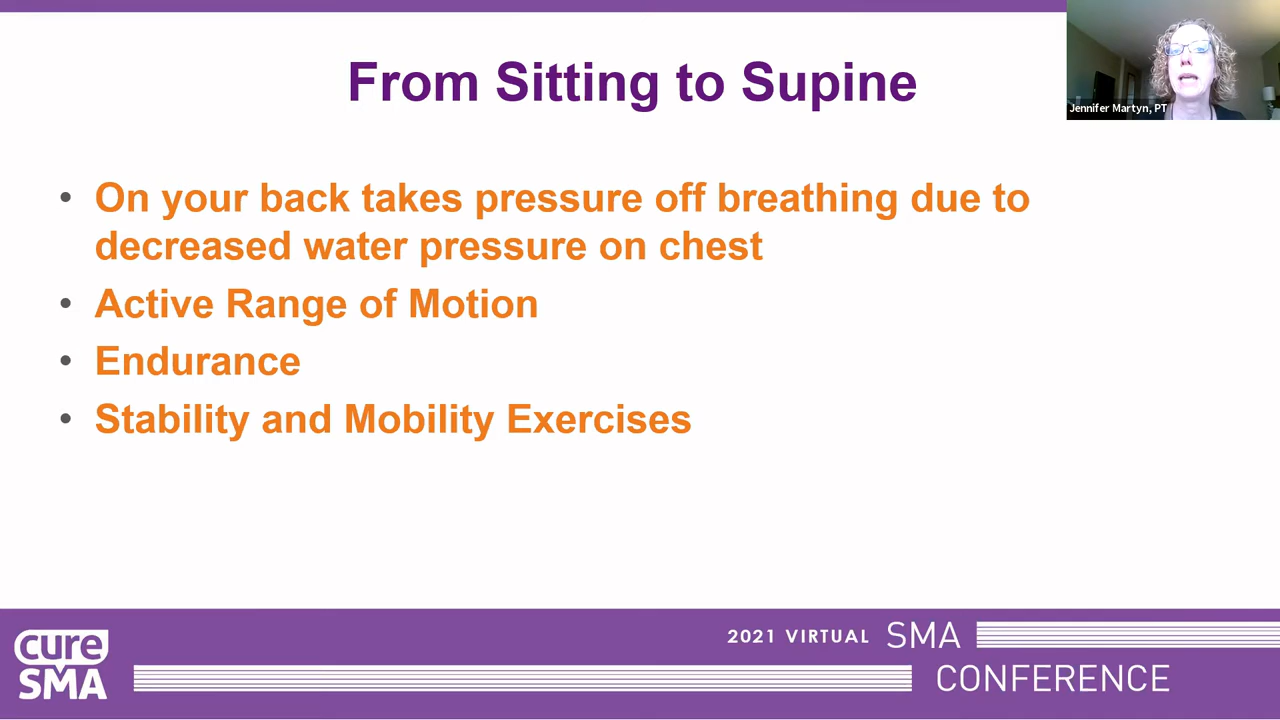 From Sitting to Supine
Jennifer Martyn, PT
• On your back takes pressure off breathing due to
decreased water pressure on chest
• Active Range of Motion
• Endurance
• Stability and Mobility Exercises
cure
SMA
2021 VIRTUAL SMA
CONFERENCE